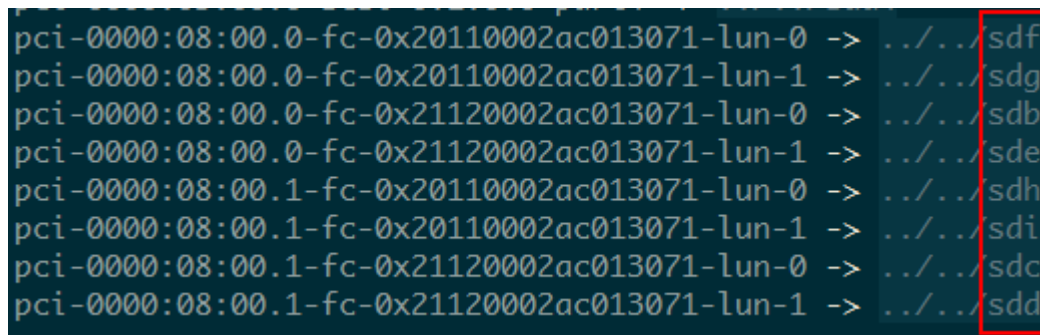 pci-0000:08:00.0-fc-0x20110002ac013071-lun-0 -> ../../sdf
pci-0000:08:00.0-fc-0x20110002ac013071-lun-1 -> ../../sdg
pci-0000:08:00.0-fc-0x21120002ac013071-lun-0 -> ../../sdb
pci-0000:08:00.0-fc-0x21120002ac013071-lun-1 -> ../../sde
pci-0000:08:00.1-fc-0x20110002ac013071-lun-0 -> ../../sdh
pci-0000:08:00.1-fc-0x20110002ac013071-lun-1 -> ../../sdi
pci-0000:08:00.1-fc-0x21120002ac013071-lun-0 -> ../../sdc
pci-0000:08:00.1-fc-0x21120002ac013071-lun-1 -> ../../sdd